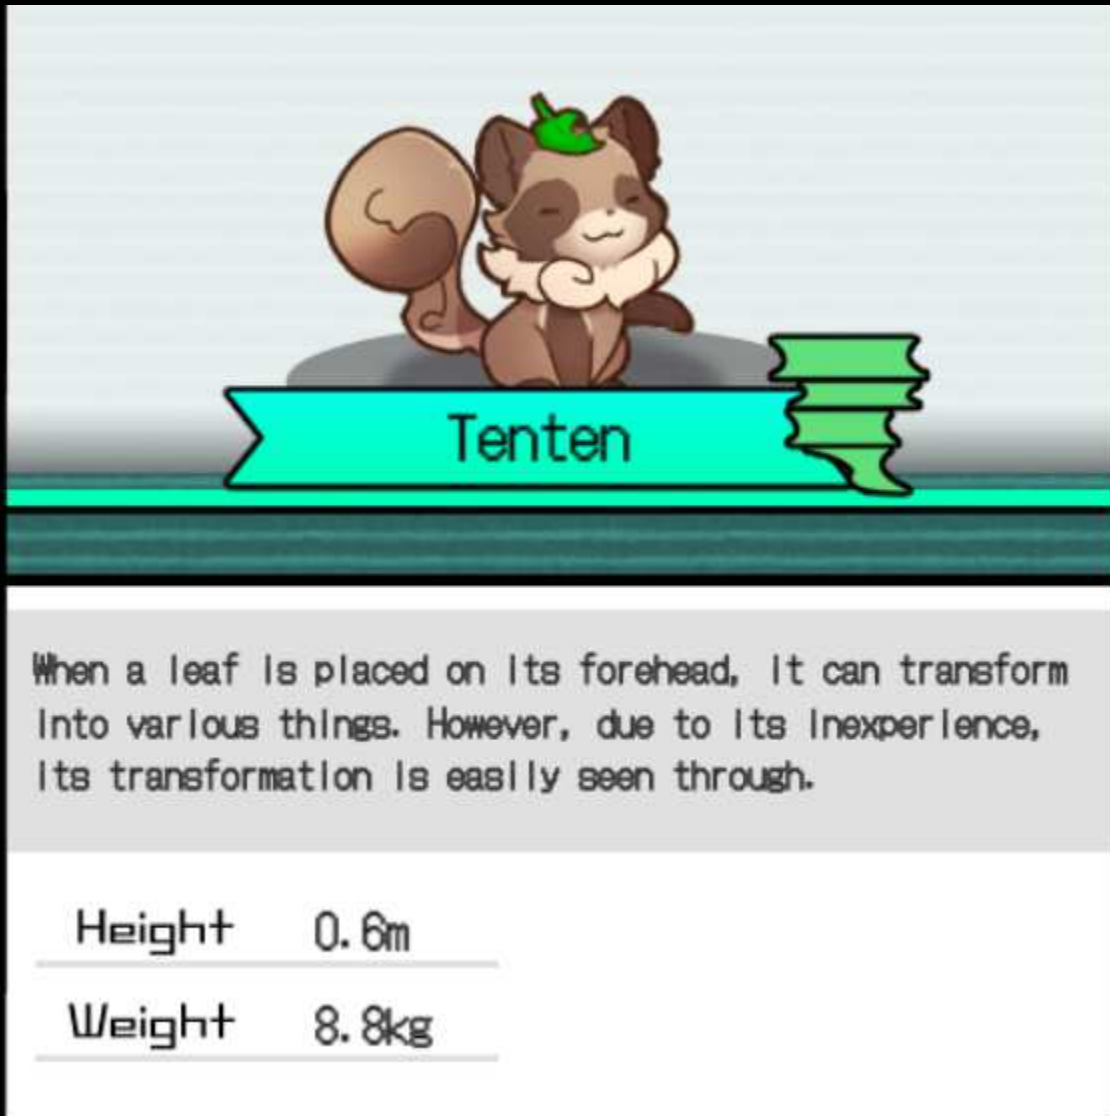 Tenten
When a leaf is placed on its forehead, it can transform
into various things. However, due to its inexperience,
its transformation is easily seen through.
Height 0.6m
Weight 8.8kg